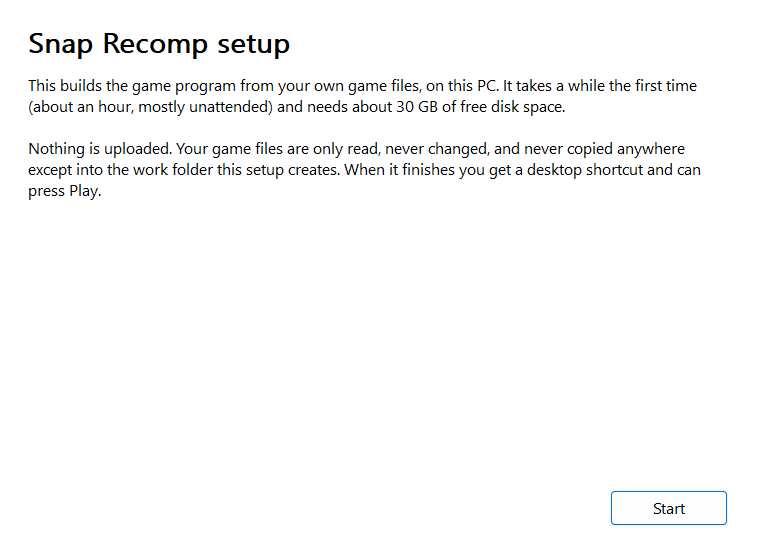 Snap Recomp setup
This builds the game program from your own game files, on this PC. It takes a while the first time
(about an hour, mostly unattended) and needs about 30 GB of free disk space.
Nothing is uploaded. Your game files are only read, never changed, and never copied anywhere
except into the work folder this setup creates. When it finishes you get a desktop shortcut and can
press Play.
Start